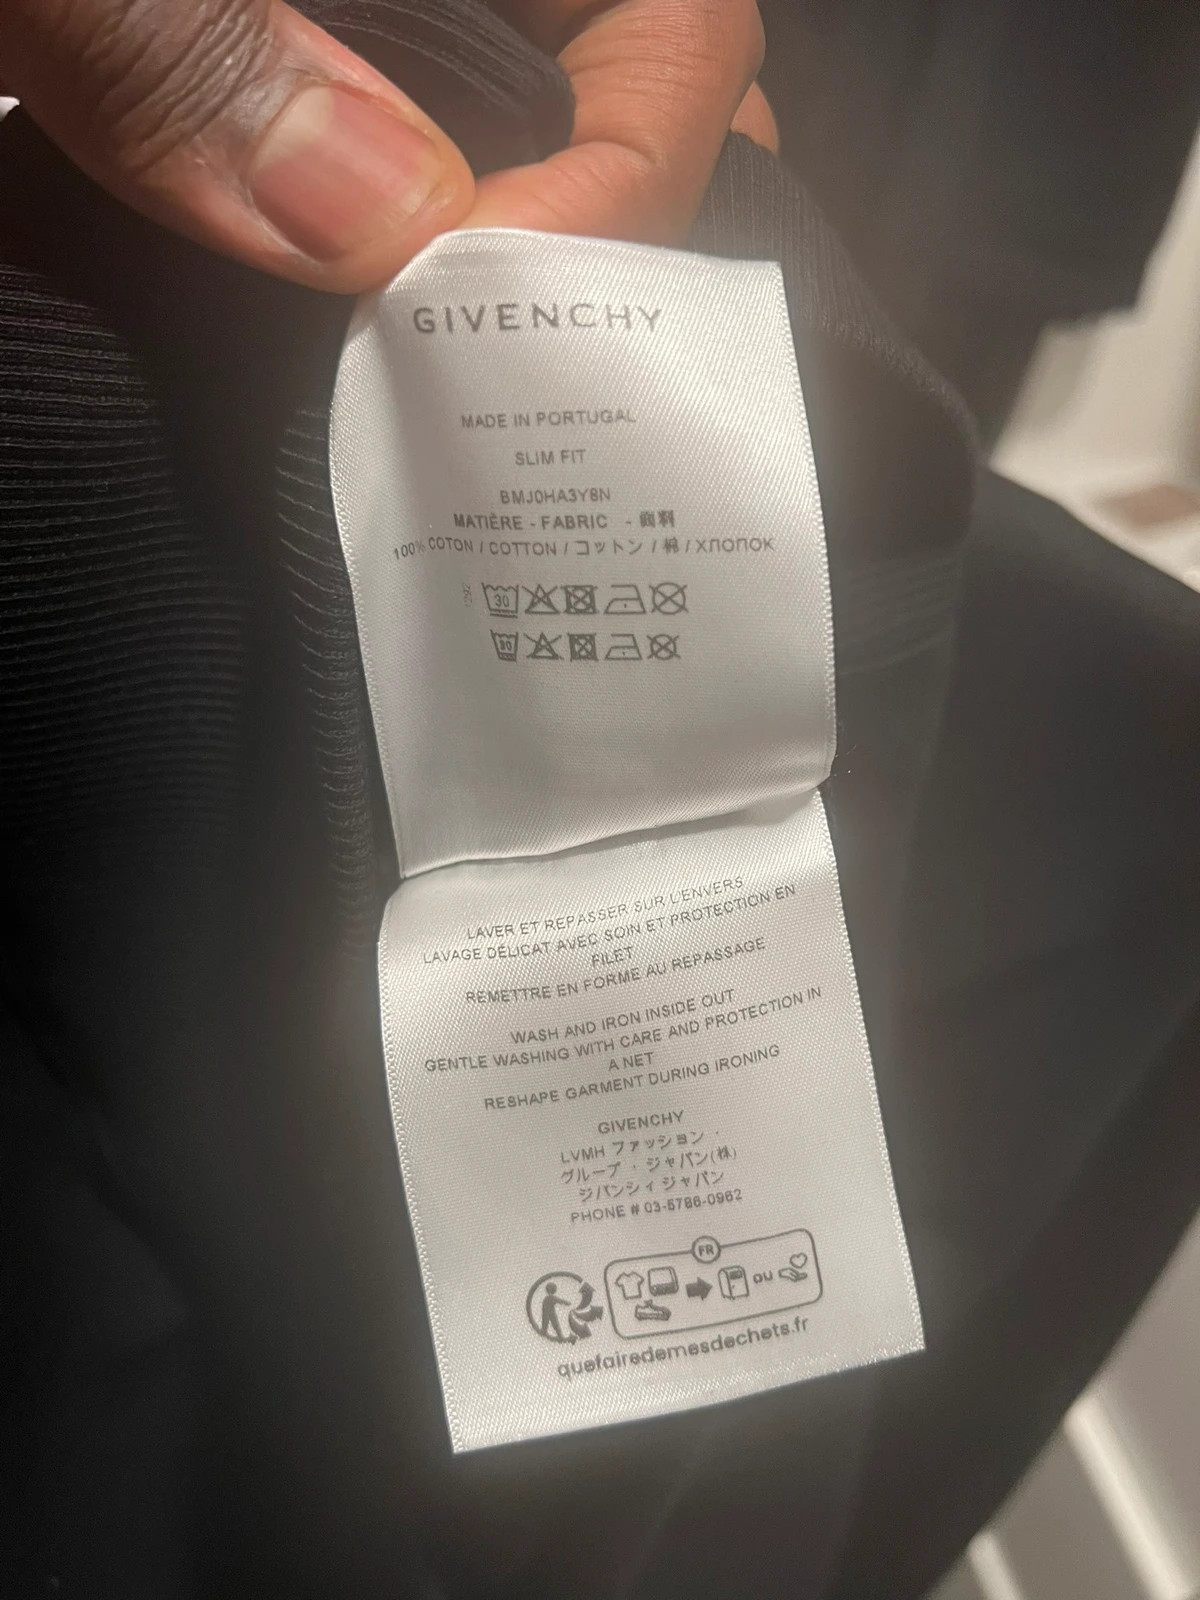 GIVENCHY
MADE IN PORTUGAL
SLIM FIT
BMJ0HA3Y8N
MATIÈRE - FABRIC - 面料
100% COTON / COTTON / コットン / 棉 / ХЛОПОК
30
30
LAVER ET REPASSER SUR L'ENVERS
LAVAGE DÉLICAT AVEC SOIN ET PROTECTION EN
FILET
REMETTRE EN FORME AU REPASSAGE
WASH AND IRON INSIDE OUT
GENTLE WASHING WITH CARE AND PROTECTION IN
A NET
RESHAPE GARMENT DURING IRONING
GIVENCHY
LVMH ファッション ・
グループ ・ ジャパン(株)
ジバンシィ ジャパン
PHONE # 03-5786-0962
FR
OU
quefairedemesdechets.fr